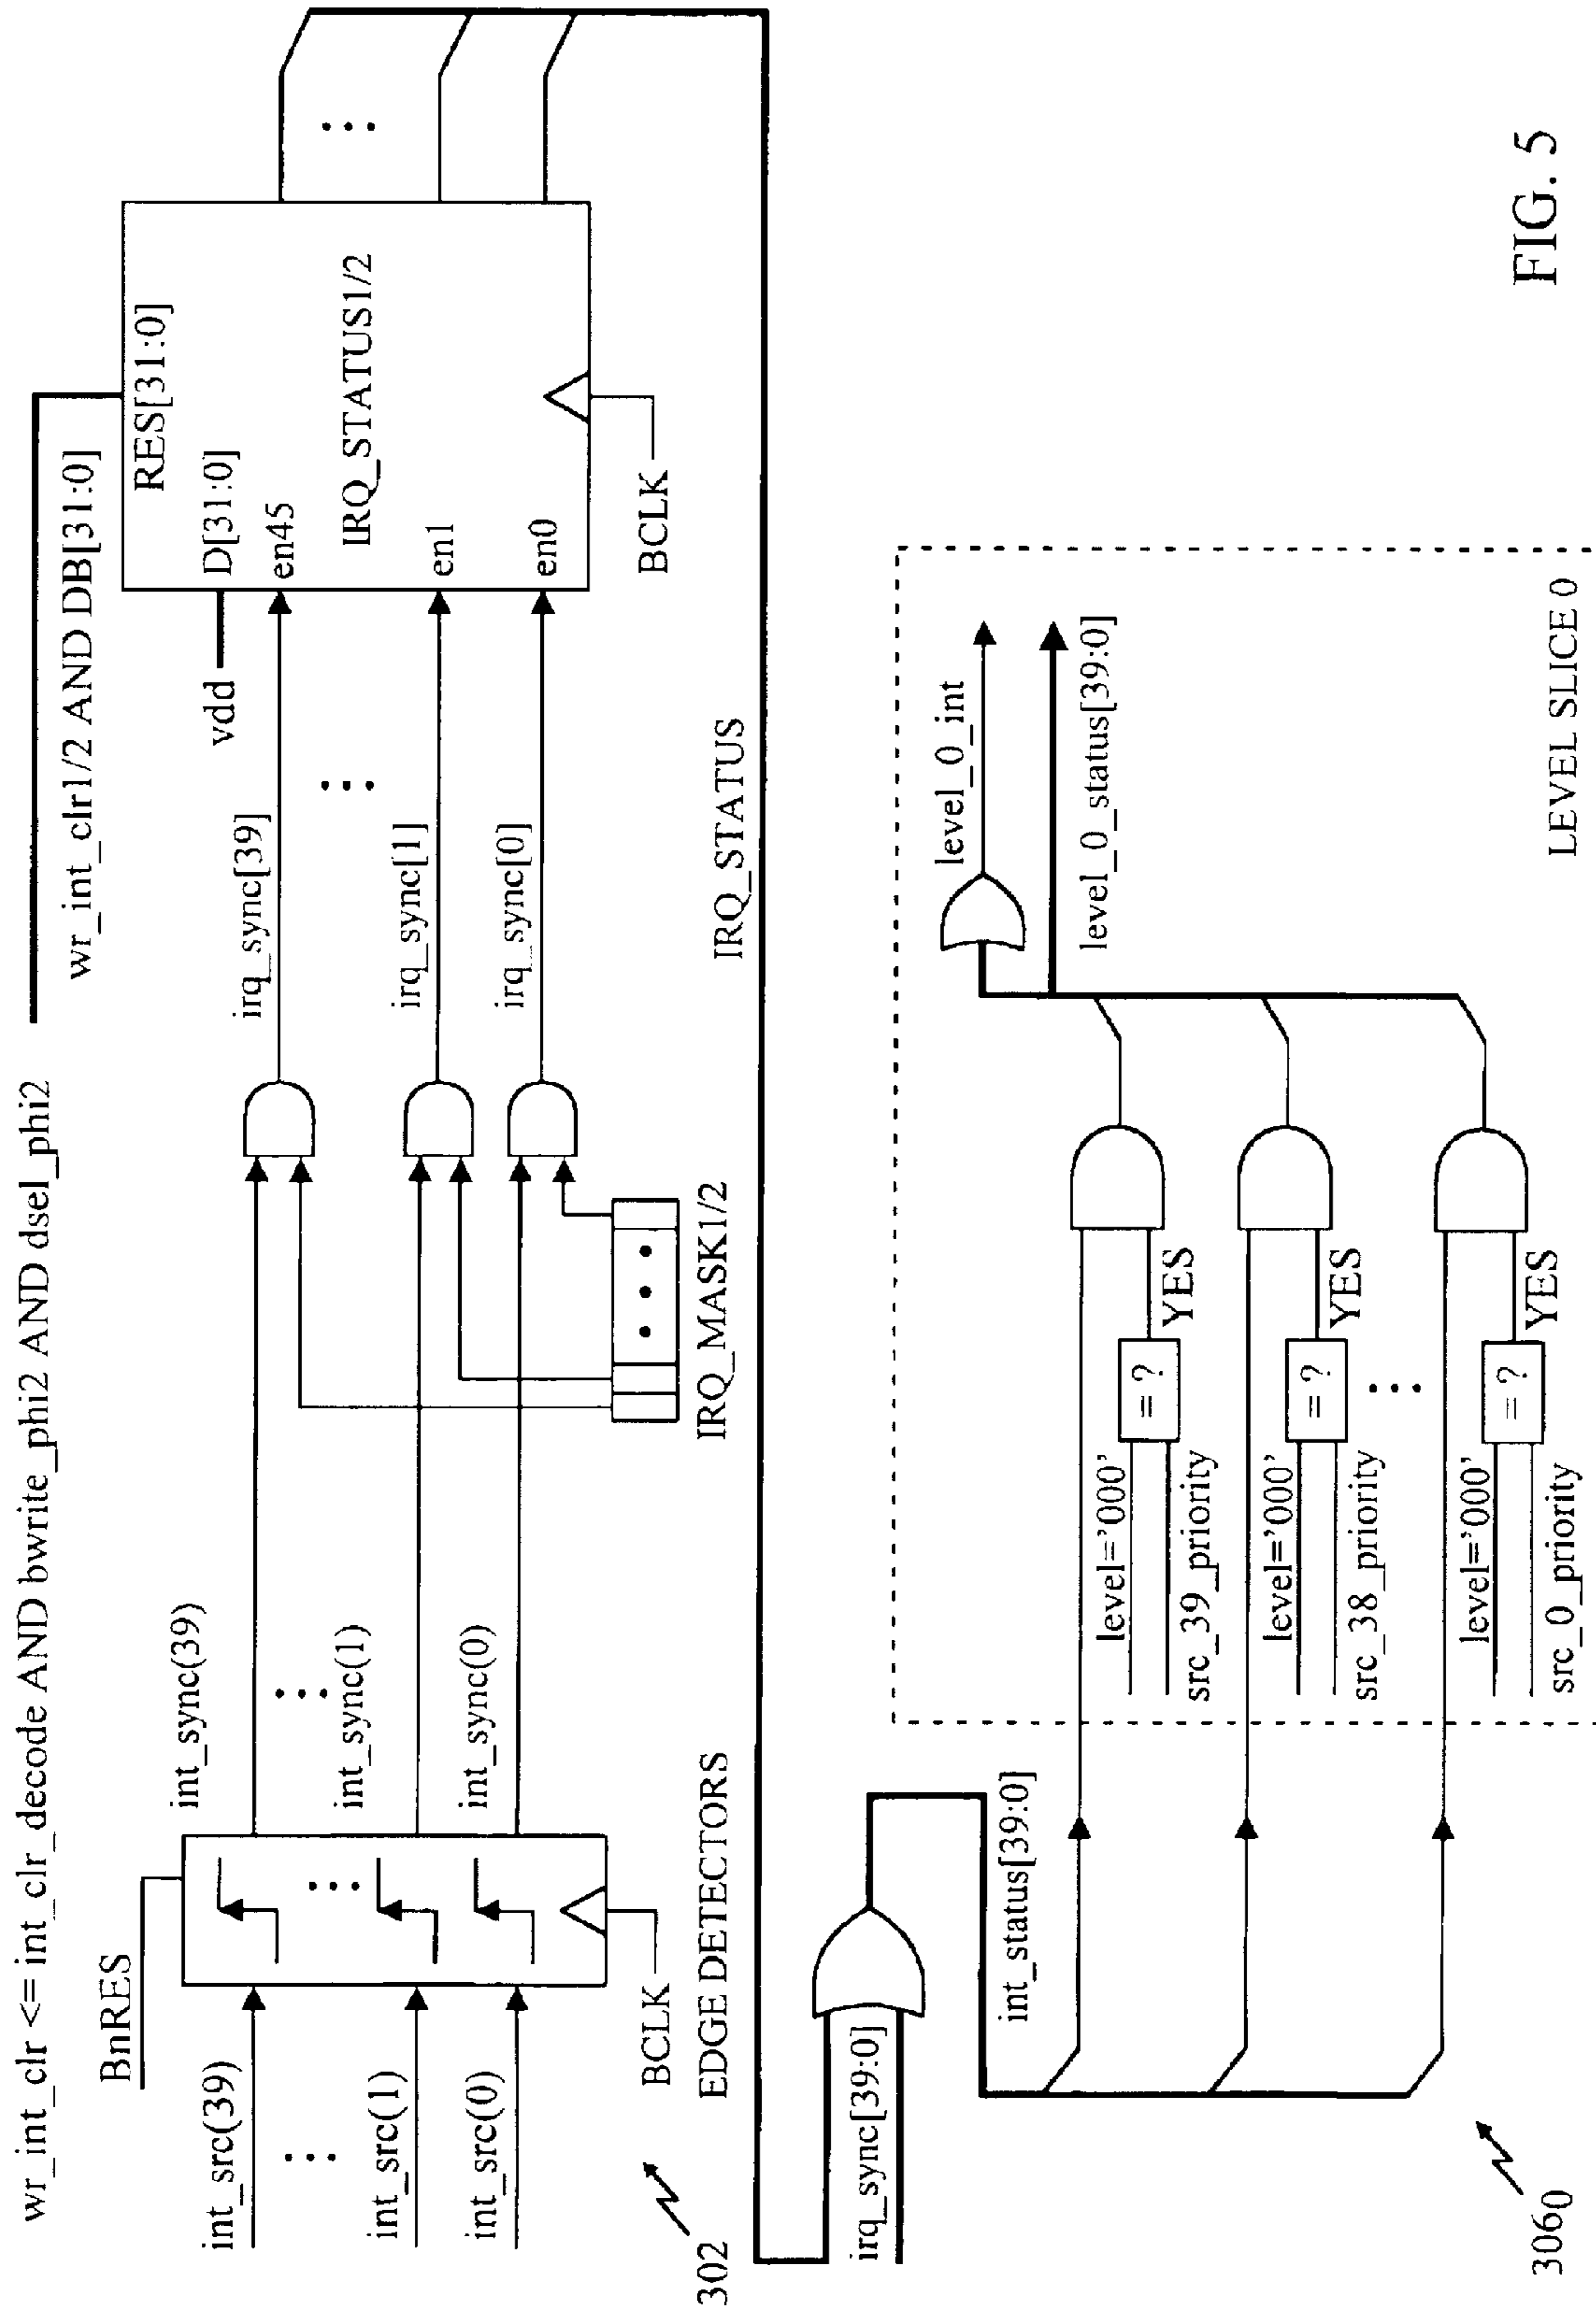 wr_int_clr <= int_clr_decode AND bwrite_phi2 AND dsel_phi2
wr_int_clr1/2 AND DB[31:0]
BnRES
int_src(39)
int_src(1)
int_src(0)
BCLK
EDGE DETECTORS
302
int_sync(39)
int_sync(1)
int_sync(0)
IRQ_MASK1/2
irq_sync[39]
irq_sync[1]
irq_sync[0]
vdd
RES[31:0]
D[31:0]
en45
IRQ_STATUS1/2
en1
en0
BCLK
IRQ_STATUS
irq_sync[39:0]
int_status[39:0]
306₀
level='000'
src_39_priority
= ?
YES
level='000'
src_38_priority
= ?
YES
level='000'
src_0_priority
= ?
YES
level_0_int
level_0_status[39:0]
LEVEL SLICE 0
FIG. 5